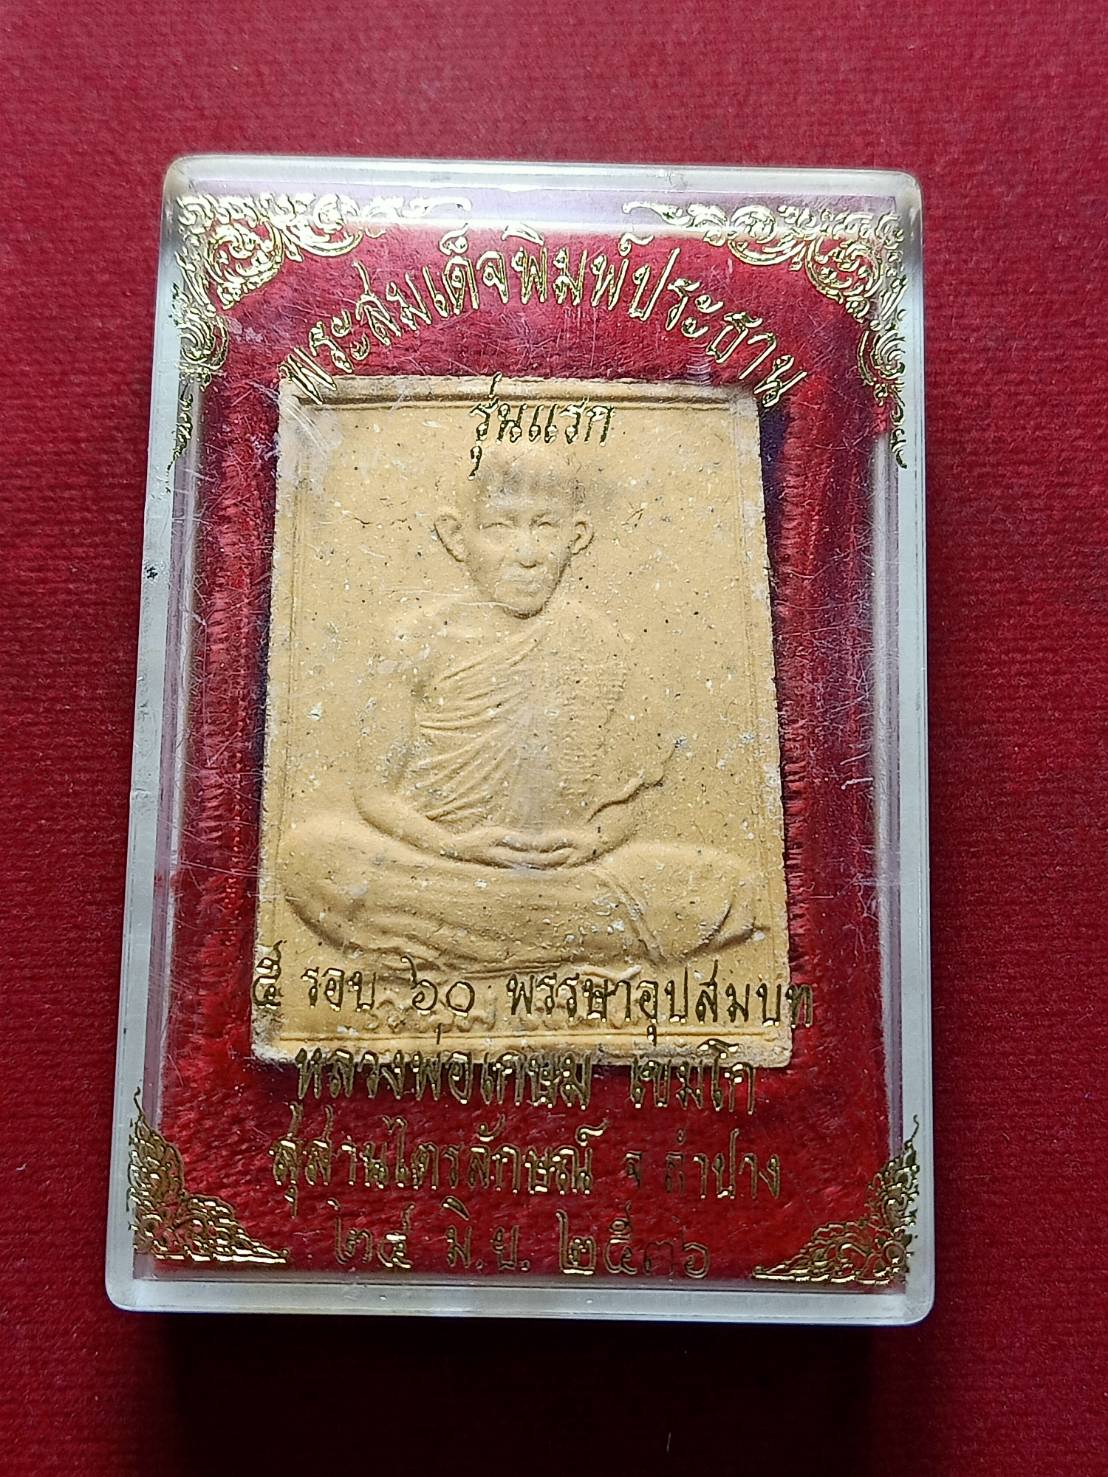 พระสมเด็จพิมพ์ประธาน
รุ่นแรก
๕ รอบ ๖๐ พรรษาอุปสมบท
หลวงพ่อเกษม เขมโก
สุสานไตรลักษณ์ จ ลำปาง
๒๕ มิ.ย. ๒๕๓๖